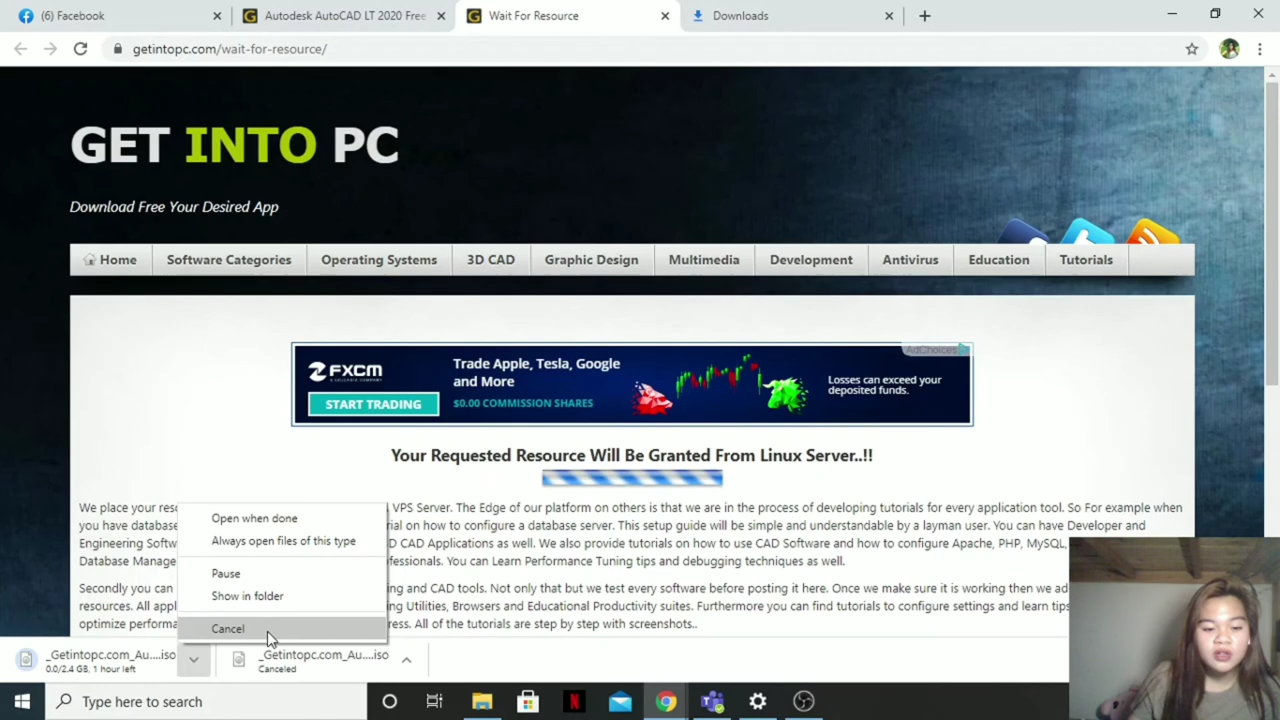 (6) Facebook
Autodesk AutoCAD LT 2020 Free
Wait For Resource
Downloads
getintopc.com/wait-for-resource/
GET INTO PC
Download Free Your Desired App
Home
Software Categories
Operating Systems
3D CAD
Graphic Design
Multimedia
Development
Antivirus
Education
Tutorials
AdChoices
FXCM
START TRADING
Trade Apple, Tesla, Google
and More
$0.00 COMMISSION SHARES
Losses can exceed your
deposited funds.
Your Requested Resource Will Be Granted From Linux Server..!!
We place your reso
VPS Server. The Edge of our platform on others is that we are in the process of developing tutorials for every application tool. So For example when
you have database
rial on how to configure a database server. This setup guide will be simple and understandable by a layman user. You can have Developer and
Engineering Softw
D CAD Applications as well. We also provide tutorials on how to use CAD Software and how to configure Apache, PHP, MySQL,
Database Manage
ofessionals. You can Learn Performance Tuning tips and debugging techniques as well.
Secondly you can
ing and CAD tools. Not only that but we test every software before posting it here. Once we make sure it is working then we ad
resources. All appl
ing Utilities, Browsers and Educational Productivity suites. Furthermore you can find tutorials to configure settings and learn tips
optimize performa
ress. All of the tutorials are step by step with screenshots..
Open when done
Always open files of this type
Pause
Show in folder
Cancel
_Getintopc.com_Au....iso
0.0/2.4 GB, 1 hour left
_Getintopc.com_Au....iso
Canceled
Type here to search